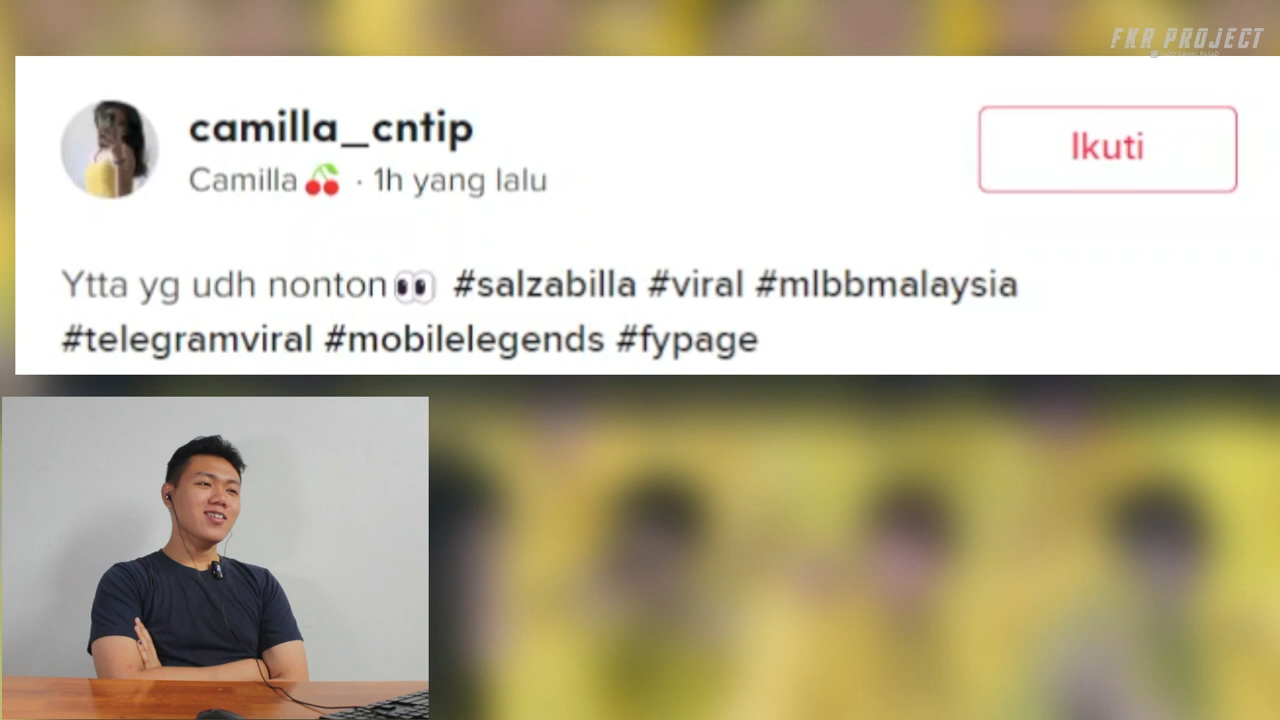 FKR PROJECT
camilla_cntip
Camilla🍒 · 1h yang lalu
Ikuti
Ytta yg udh nonton👀 #salzabilla #viral #mlbbmalaysia
#telegramviral #mobilelegends #fypage